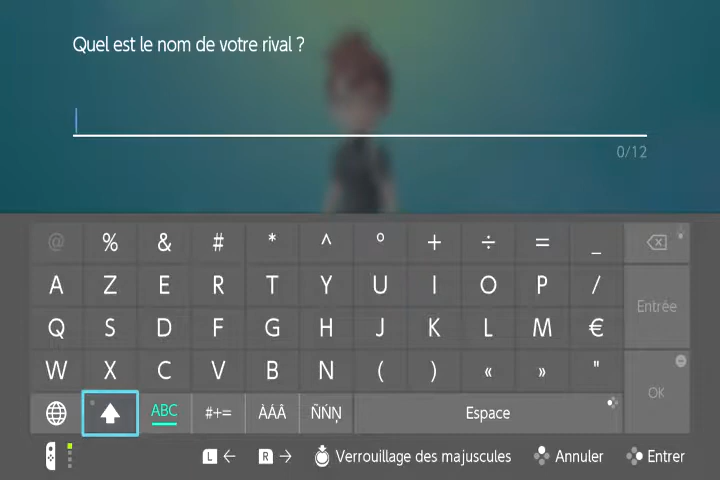 Quel est le nom de votre rival ?
0/12
@ % & # * ^ ° + ÷ = _
A Z E R T Y U I O P / Entrée
Q S D F G H J K L M €
W X C V B N ( ) « » " OK
ABC #+= ÀÁÂ ÑŃŅ Espace
L ← R → Verrouillage des majuscules Annuler Entrer